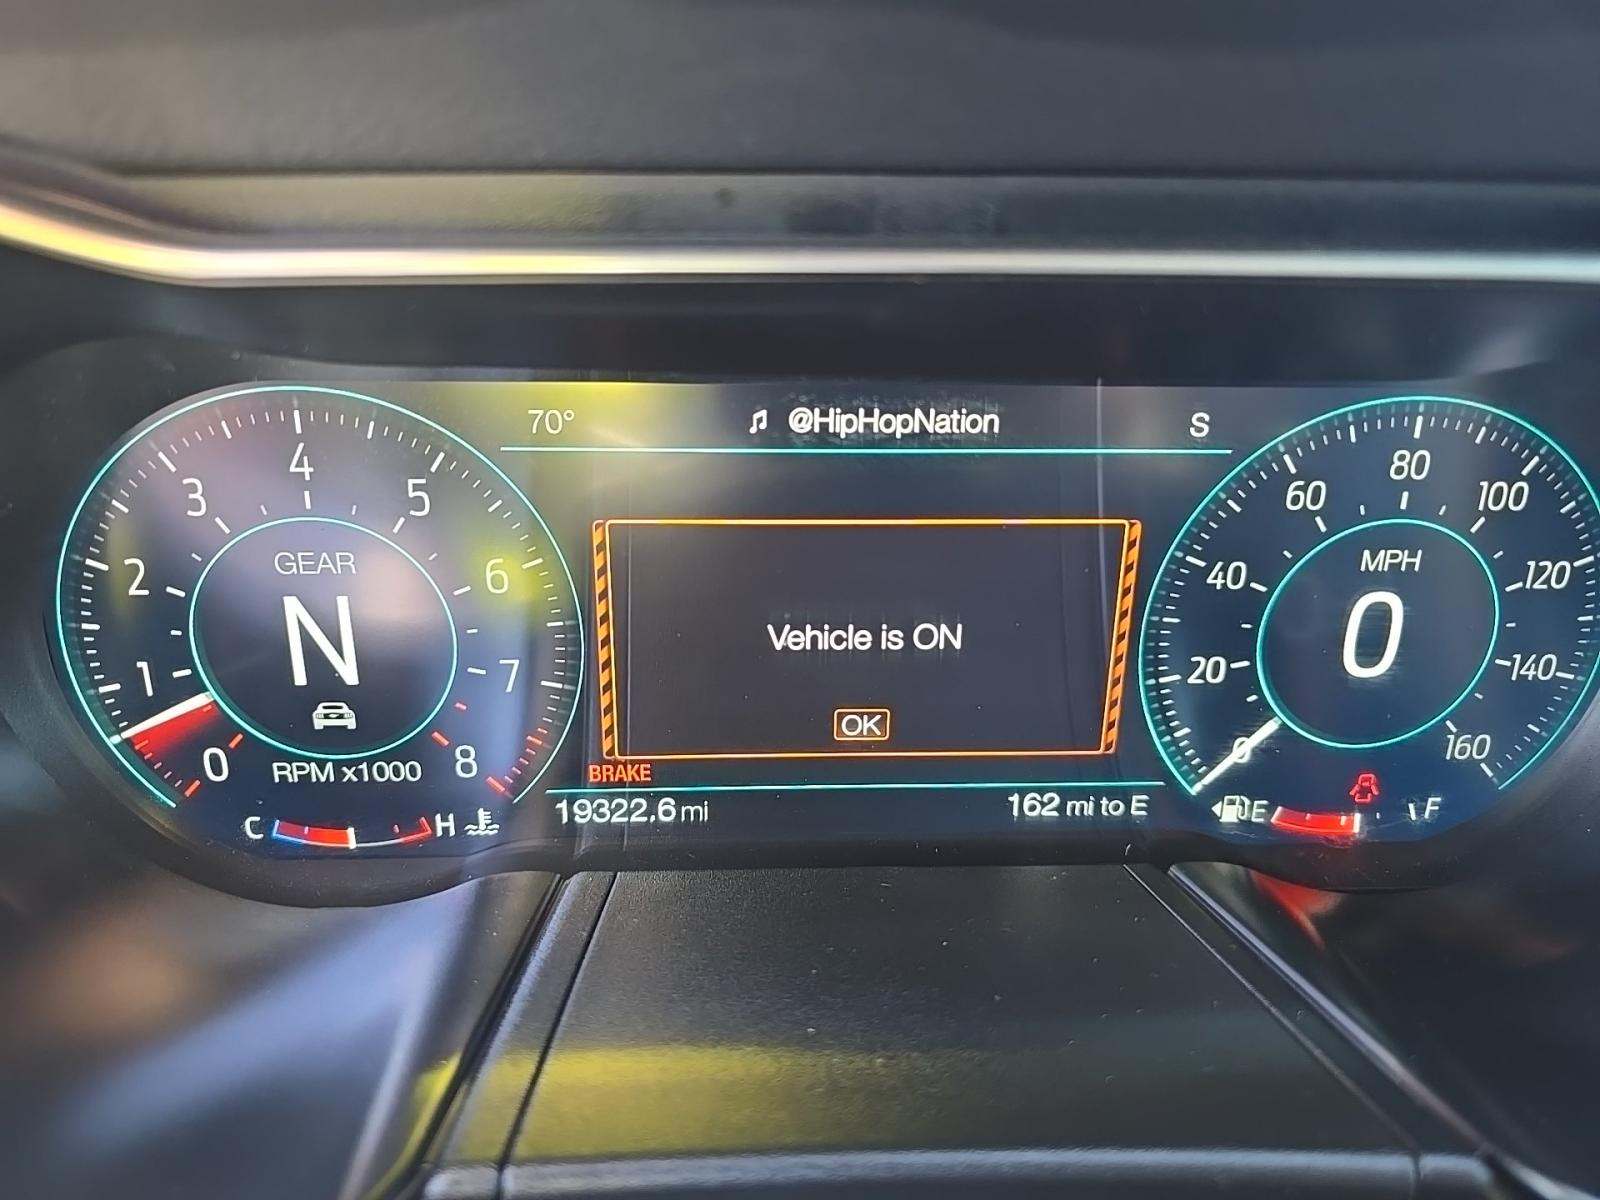 70° @HipHopNation S
0 1 2 3 4 5 6 7 8
GEAR
N
RPM x1000
C H
Vehicle is ON
OK
BRAKE
19322.6 mi 162 mi to E
0 20 40 60 80 100 120 140 160
MPH
0
E F